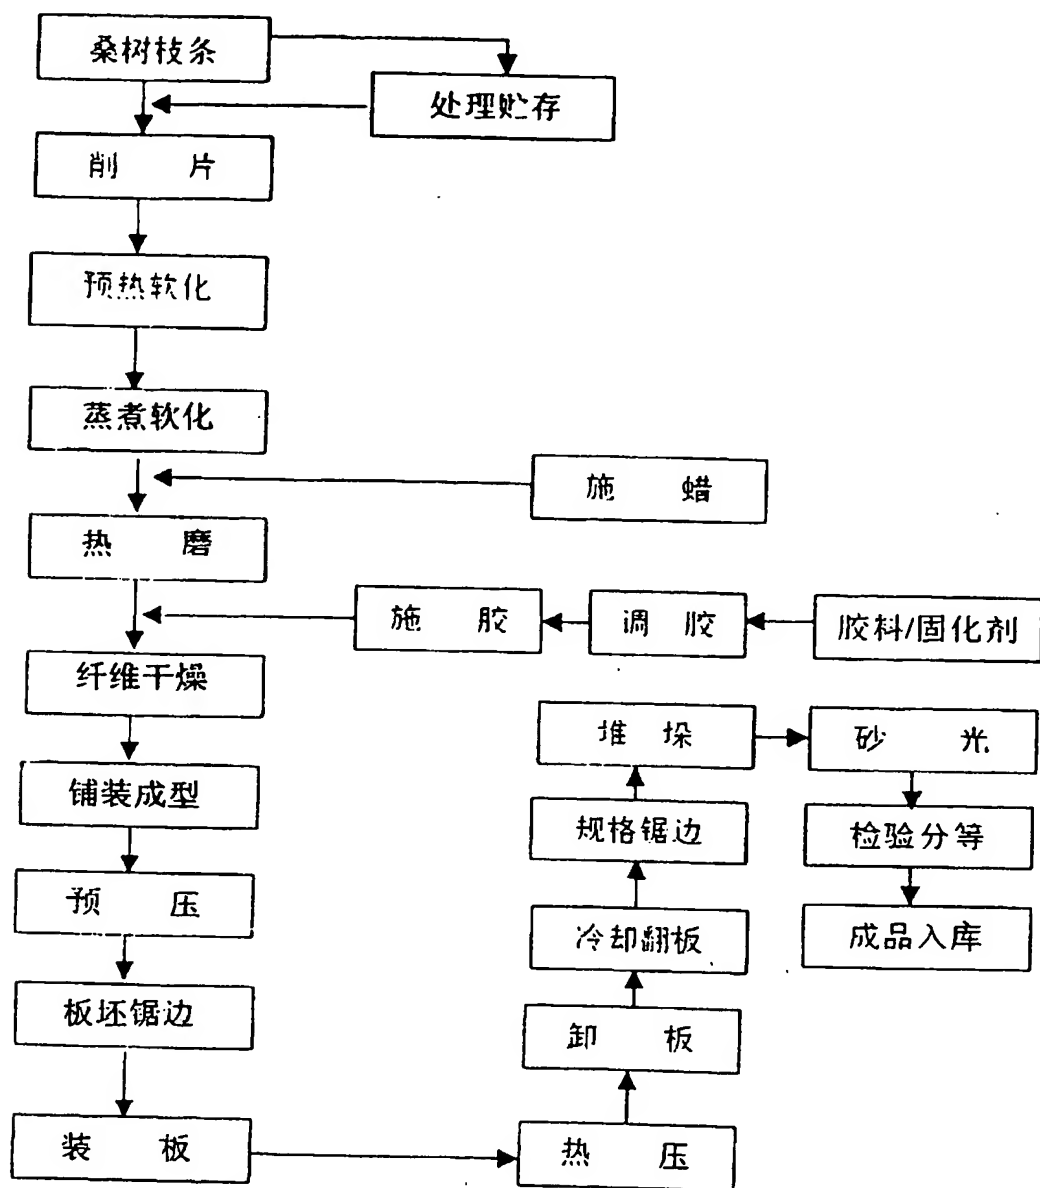 桑树枝条
处理贮存
削 片
预热软化
蒸煮软化
施 蜡
热 磨
施 胶
调 胶
胶料/固化剂
纤维干燥
铺装成型
预 压
板坯锯边
装 板
热 压
卸 板
冷却翻板
规格锯边
堆 垛
砂 光
检验分等
成品入库